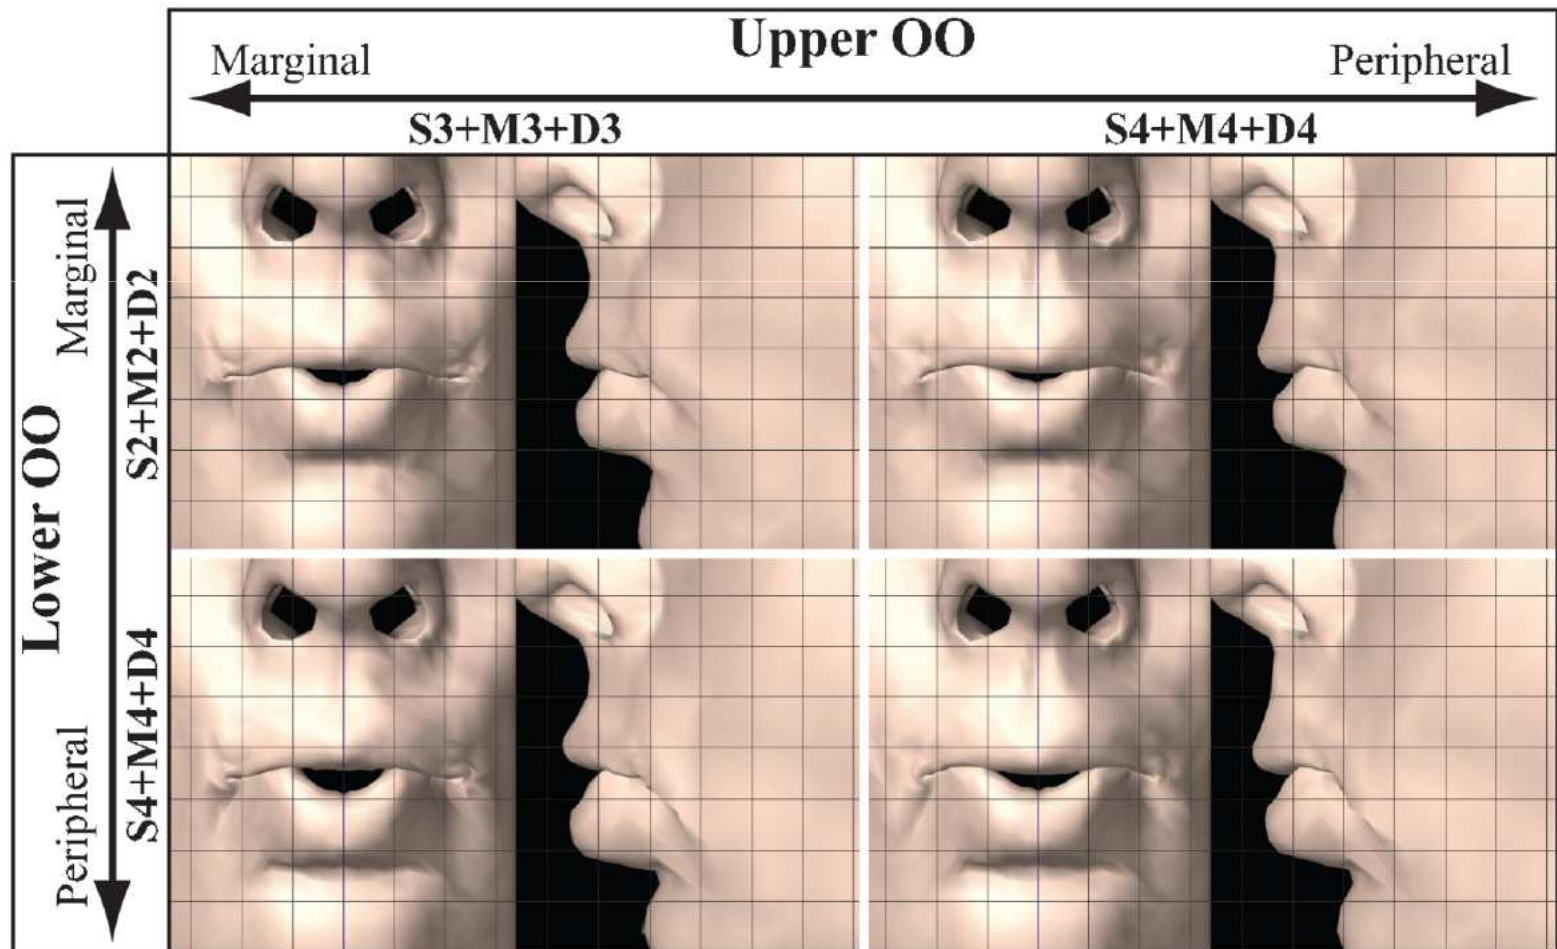 Upper OO
Marginal
Peripheral
S3+M3+D3
S4+M4+D4
Lower OO
Marginal
S2+M2+D2
Peripheral
S4+M4+D4